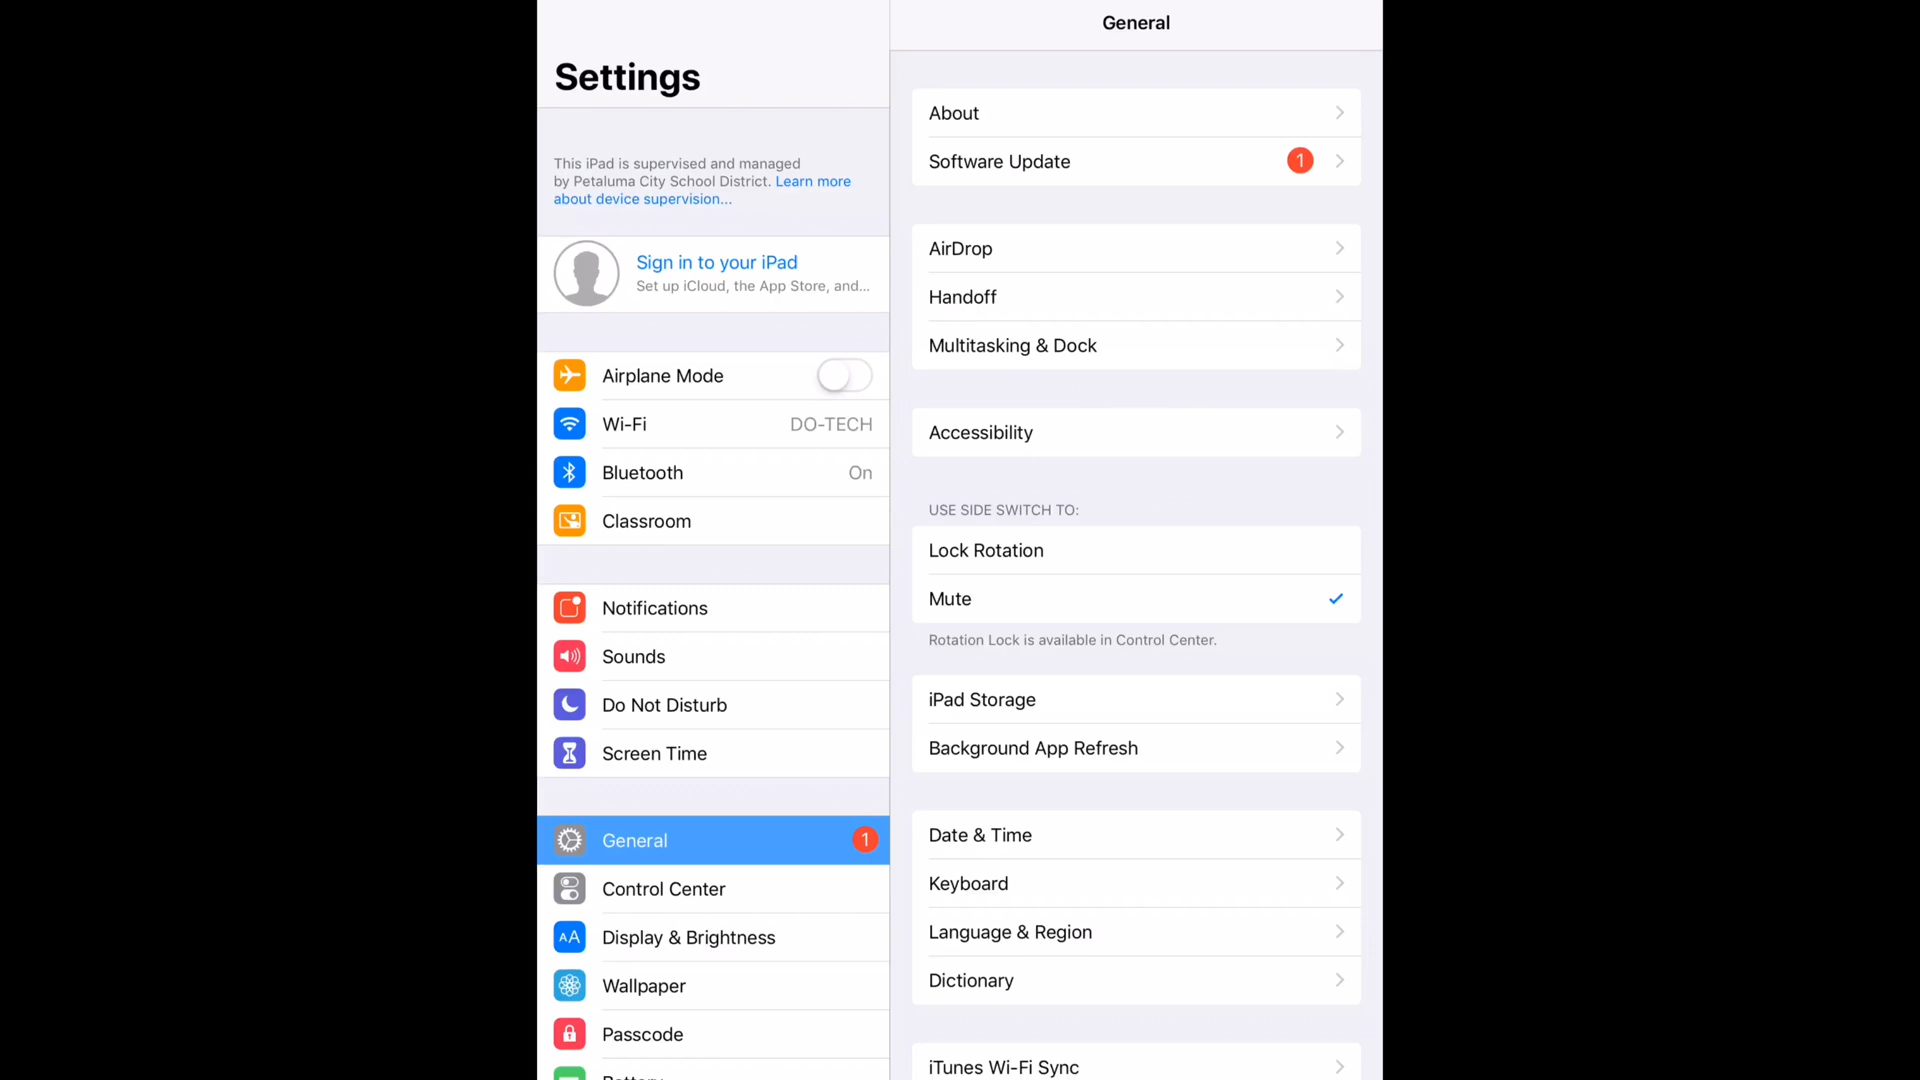 Settings
This iPad is supervised and managed
by Petaluma City School District. Learn more
about device supervision...
Sign in to your iPad
Set up iCloud, the App Store, and...
Airplane Mode
Wi-Fi DO-TECH
Bluetooth On
Classroom
Notifications
Sounds
Do Not Disturb
Screen Time
General 1
Control Center
AA Display & Brightness
Wallpaper
Passcode
General
About
Software Update 1
AirDrop
Handoff
Multitasking & Dock
Accessibility
USE SIDE SWITCH TO:
Lock Rotation
Mute
Rotation Lock is available in Control Center.
iPad Storage
Background App Refresh
Date & Time
Keyboard
Language & Region
Dictionary
iTunes Wi-Fi Sync